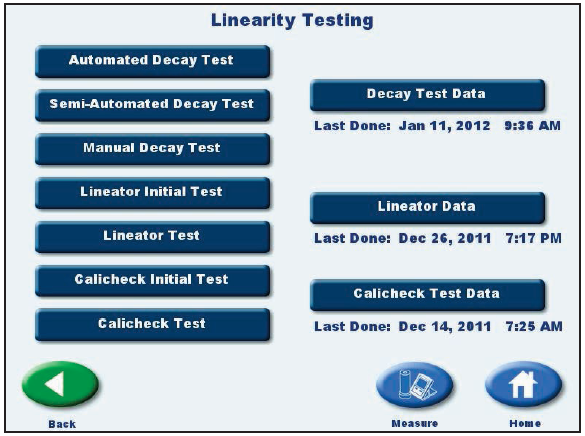 Linearity Testing
Automated Decay Test
Semi-Automated Decay Test
Manual Decay Test
Lineator Initial Test
Lineator Test
Calicheck Initial Test
Calicheck Test
Decay Test Data
Last Done: Jan 11, 2012 9:36 AM
Lineator Data
Last Done: Dec 26, 2011 7:17 PM
Calicheck Test Data
Last Done: Dec 14, 2011 7:25 AM
Back
Measure
Home